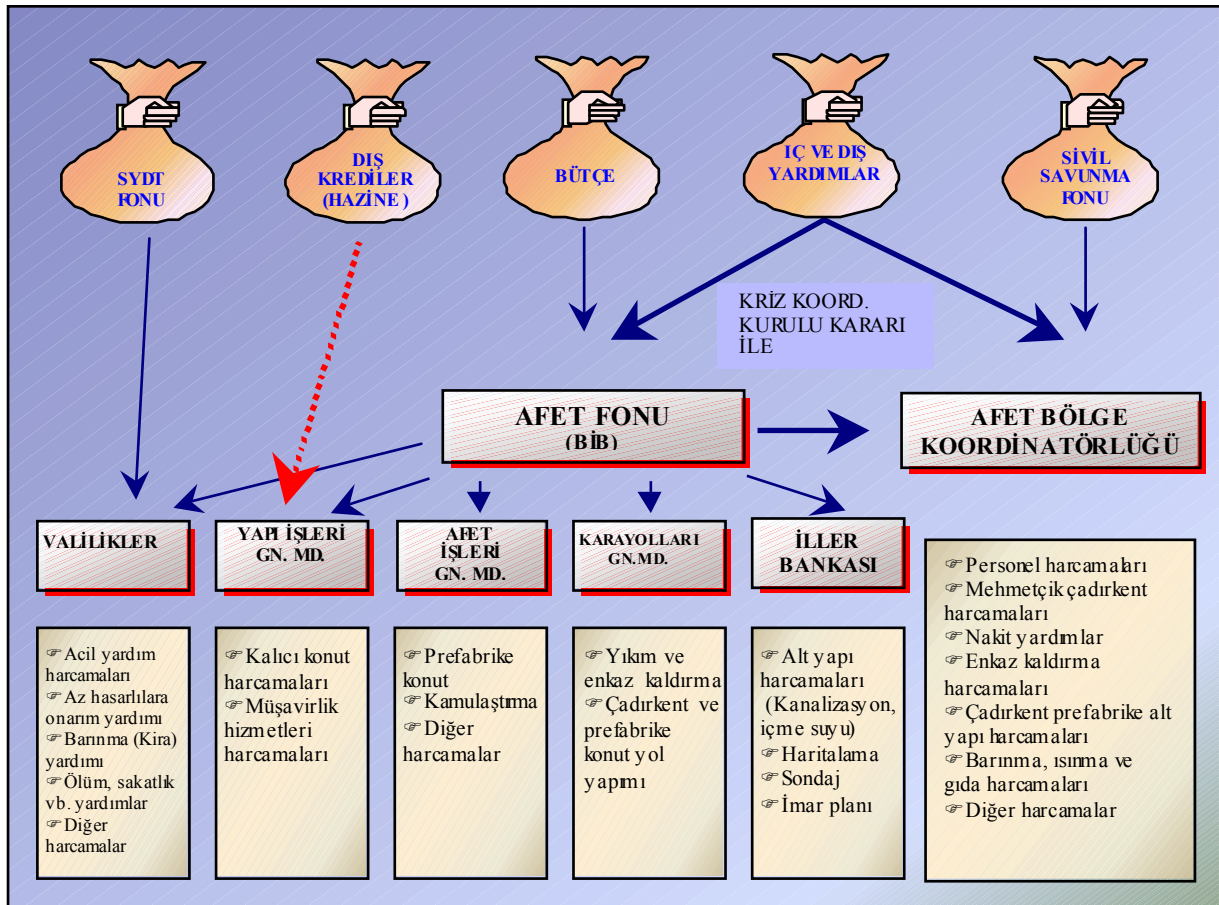 SYDT
FONU
DIŞ
KREDİLER
(HAZİNE )
BÜTÇE
IÇ VE DIŞ
YARDIMLAR
SİVİL
SAVUNMA
FONU
KRİZ KOORD.
KURULU KARARI
İLE
AFET FONU
(BİB)
AFET BÖLGE
KOORDİNATÖRLÜĞÜ
VALİLİKLER
YAPI İŞLERİ
GN. MD.
AFET
İŞLERİ
GN. MD.
KARAYOLLARI
GN.MD.
İLLER
BANKASI
☞Acil yardım
harcamaları
☞Az hasarlılara
onarım yardımı
☞Barınma (Kira)
yardımı
☞Ölüm, sakatlık
vb. yardımlar
☞Diğer
harcamalar
☞Kalıcı konut
harcamaları
☞Müşavirlik
hizmetleri
harcamaları
☞Prefabrike
konut
☞Kamulaştırma
☞Diğer
harcamalar
☞Yıkım ve
enkaz kaldırma
☞Çadırkent ve
prefabrike
konut yol
yapımı
☞Alt yapı
harcamaları
(Kanalizasyon,
içme suyu)
☞Haritalama
☞Sondaj
☞İmar planı
☞Personel harcamaları
☞Mehmetçik çadırkent
harcamaları
☞Nakit yardımlar
☞Enkaz kaldırma
harcamaları
☞Çadırkent prefabrike alt
yapı harcamaları
☞Barınma, ısınma ve
gıda harcamaları
☞Diğer harcamalar